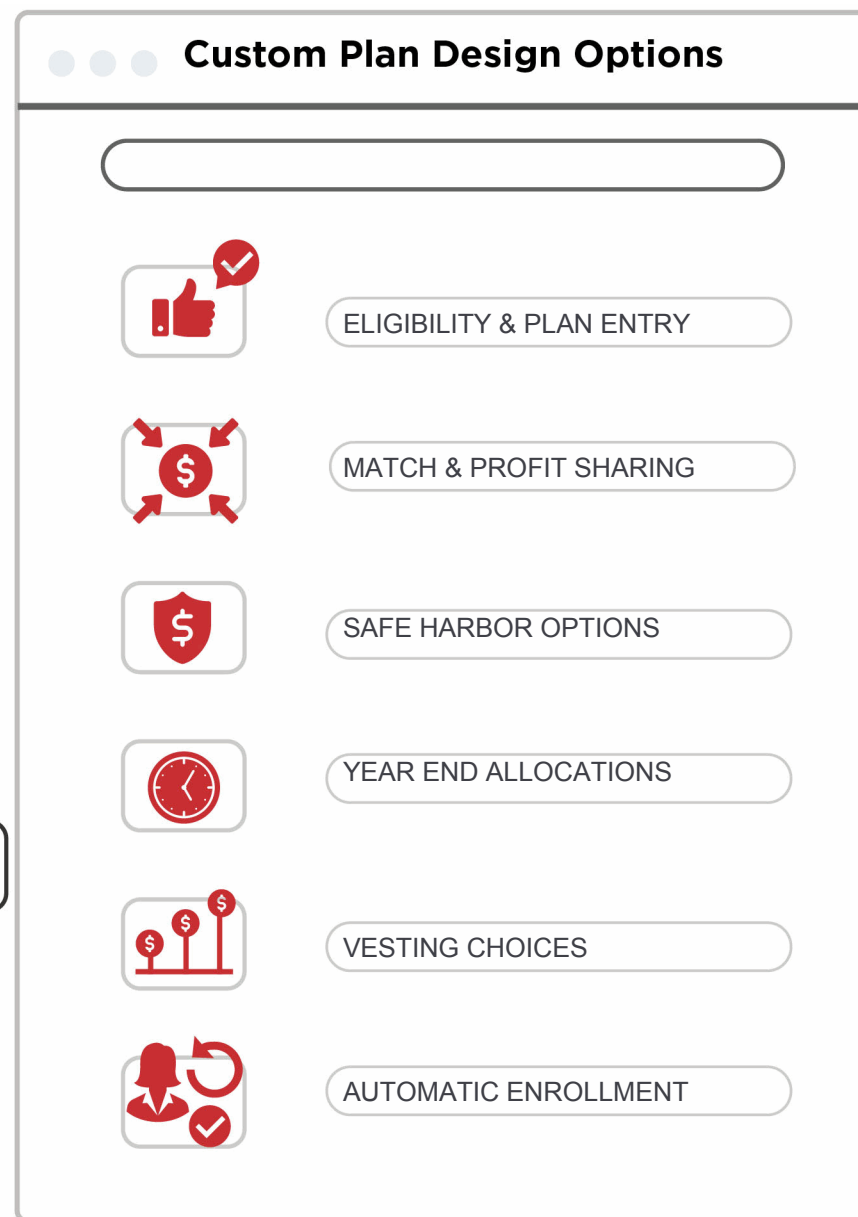 Custom Plan Design Options
ELIGIBILITY & PLAN ENTRY
$
MATCH & PROFIT SHARING
$
SAFE HARBOR OPTIONS
YEAR END ALLOCATIONS
$ $ $
VESTING CHOICES
AUTOMATIC ENROLLMENT